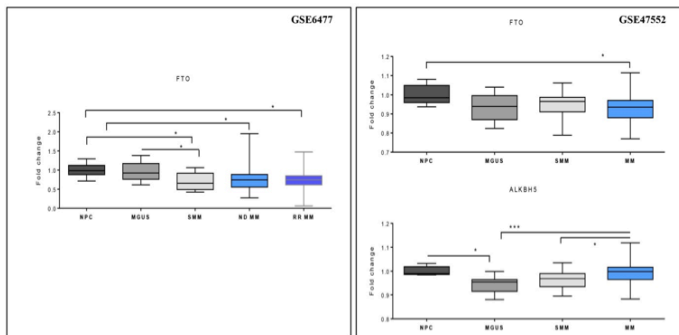 GSE6477
FTO
*
*
*
*
Fold change
2.5
2.0
1.5
1.0
0.5
0.0
NPC MGUS SMM ND MM RR MM
GSE47552
FTO
*
Fold change
1.2
1.1
1.0
0.9
0.8
0.7
NPC MGUS SMM MM
ALKBH5
***
*
*
Fold change
1.2
1.1
1.0
0.9
0.8
NPC MGUS SMM MM